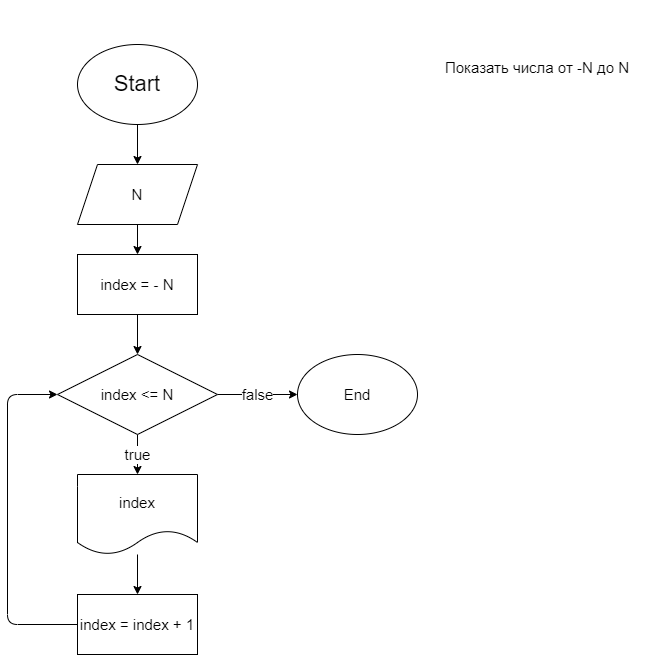 Start
Показать числа от -N до N
N
index = - N
index <= N
false
End
true
index
index = index + 1